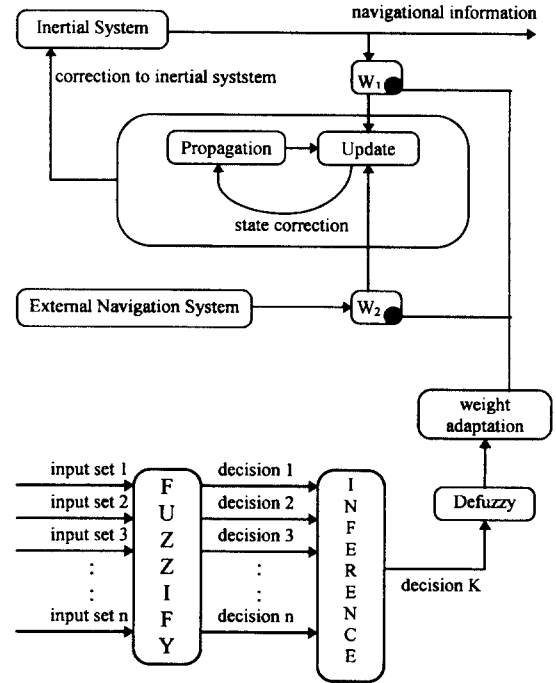 navigational information
Inertial System
W1
correction to inertial syststem
Propagation
Update
state correction
External Navigation System
W2
weight
adaptation
input set 1
decision 1
input set 2
decision 2
input set 3
decision 3
:
:
:
:
input set n
decision n
FUZZIFY
INFERENCE
Defuzzy
decision K